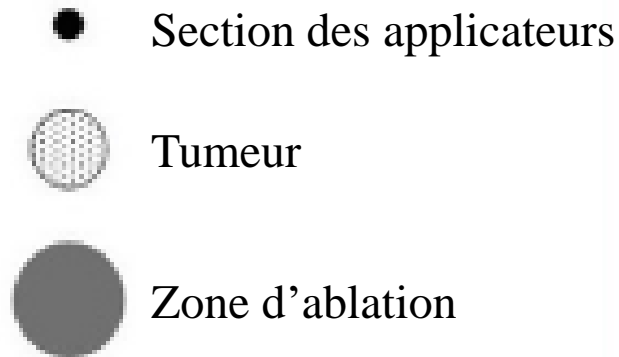 Section des applicateurs
Tumeur
Zone d’ablation